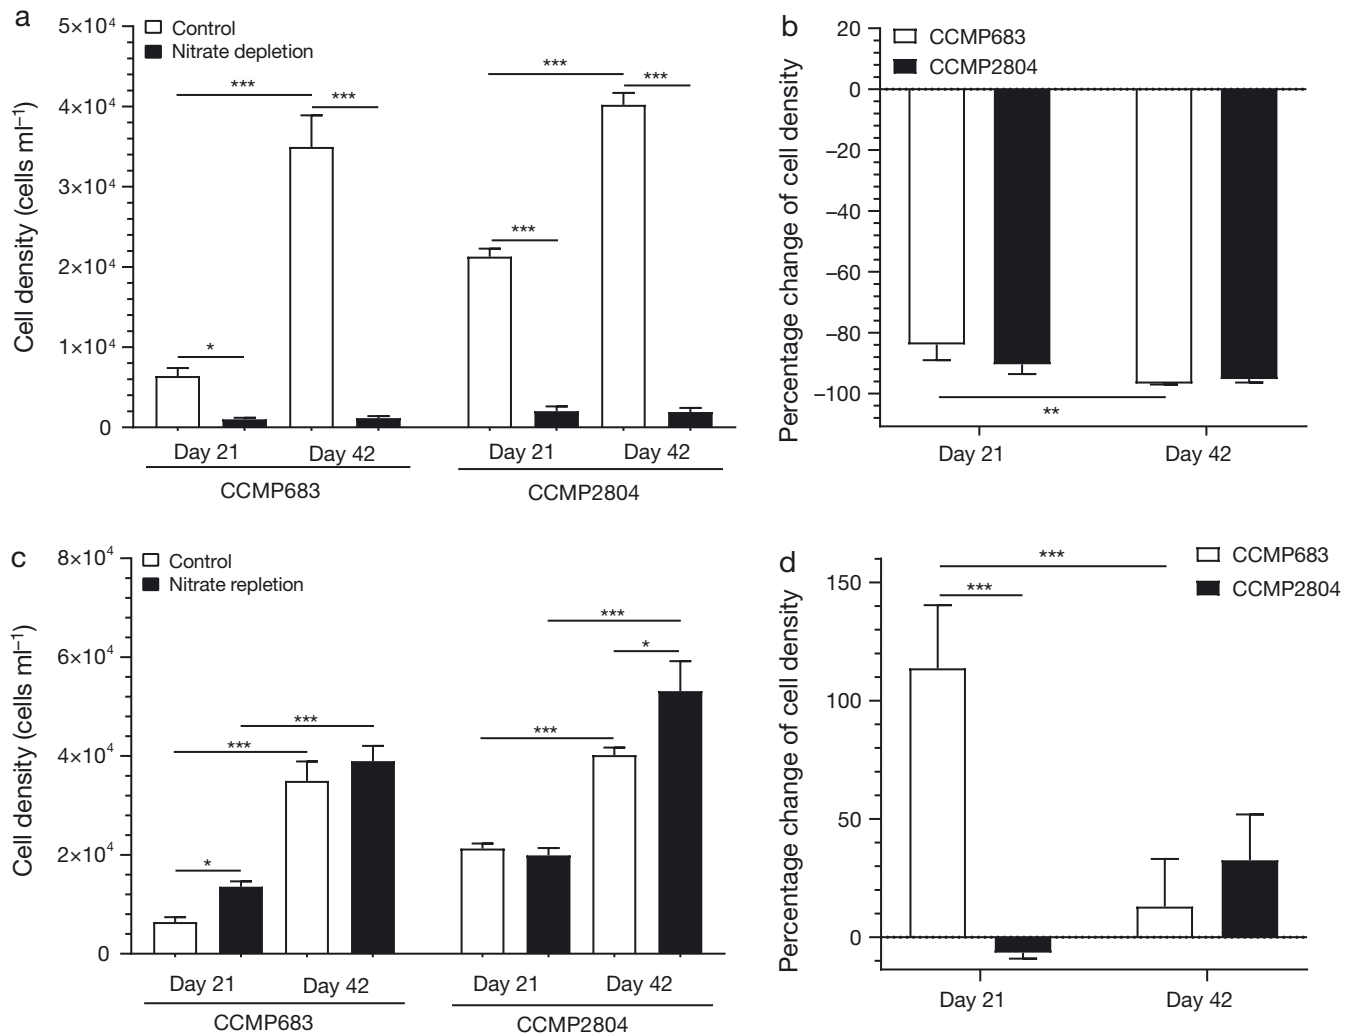 a
Control
Nitrate depletion
Cell density (cells ml⁻¹)
5×10⁴
4×10⁴
3×10⁴
2×10⁴
1×10⁴
0
***
***
***
***
*
***
Day 21
Day 42
Day 21
Day 42
CCMP683
CCMP2804
b
CCMP683
CCMP2804
Percentage change of cell density
20
0
−20
−40
−60
−80
−100
**
Day 21
Day 42
c
Control
Nitrate repletion
Cell density (cells ml⁻¹)
8×10⁴
6×10⁴
4×10⁴
2×10⁴
0
***
*
***
***
***
*
Day 21
Day 42
Day 21
Day 42
CCMP683
CCMP2804
d
CCMP683
CCMP2804
Percentage change of cell density
150
100
50
0
***
***
Day 21
Day 42